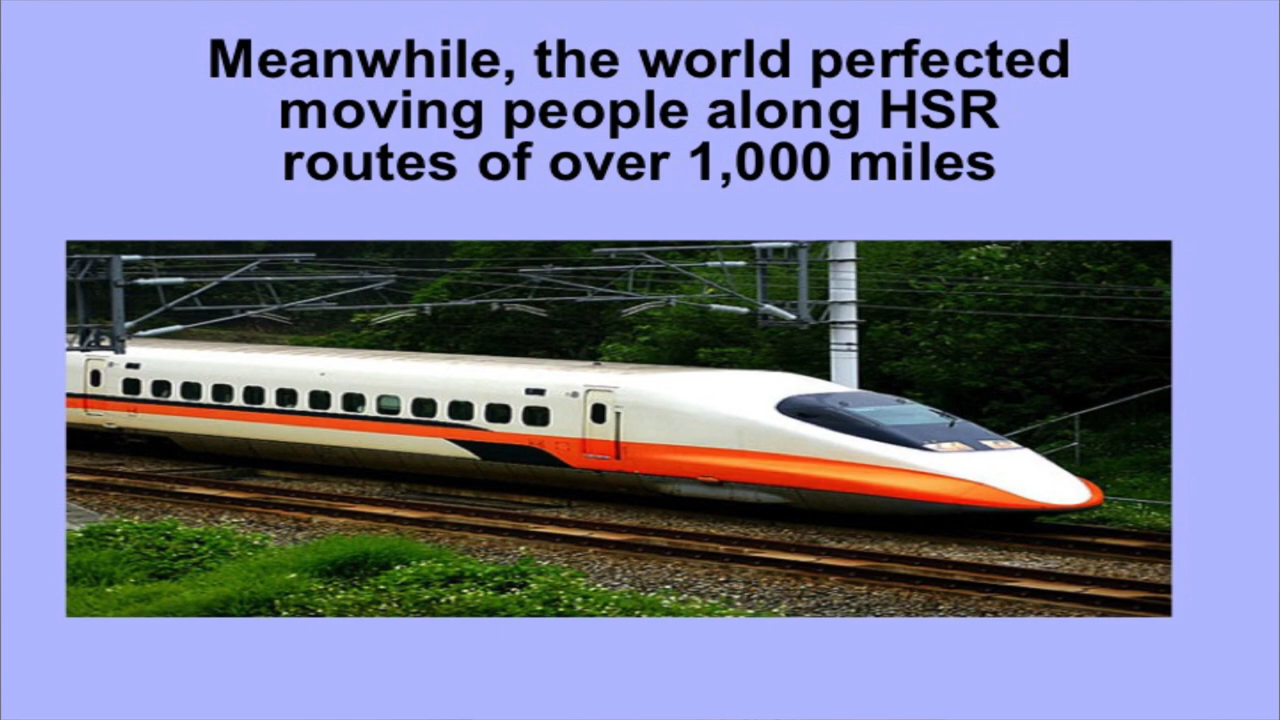 Meanwhile, the world perfected
moving people along HSR
routes of over 1,000 miles